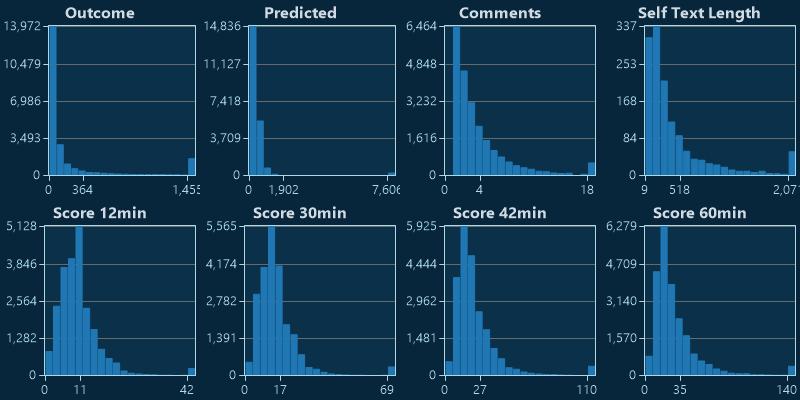 Outcome
13,972
10,479
6,986
3,493
0
0 364 1,455
Predicted
14,836
11,127
7,418
3,709
0
0 1,902 7,606
Comments
6,464
4,848
3,232
1,616
0
0 4 18
Self Text Length
337
253
168
84
0
9 518 2,071
Score 12min
5,128
3,846
2,564
1,282
0
0 11 42
Score 30min
5,565
4,174
2,782
1,391
0
0 17 69
Score 42min
5,925
4,444
2,962
1,481
0
0 27 110
Score 60min
6,279
4,709
3,140
1,570
0
0 35 140